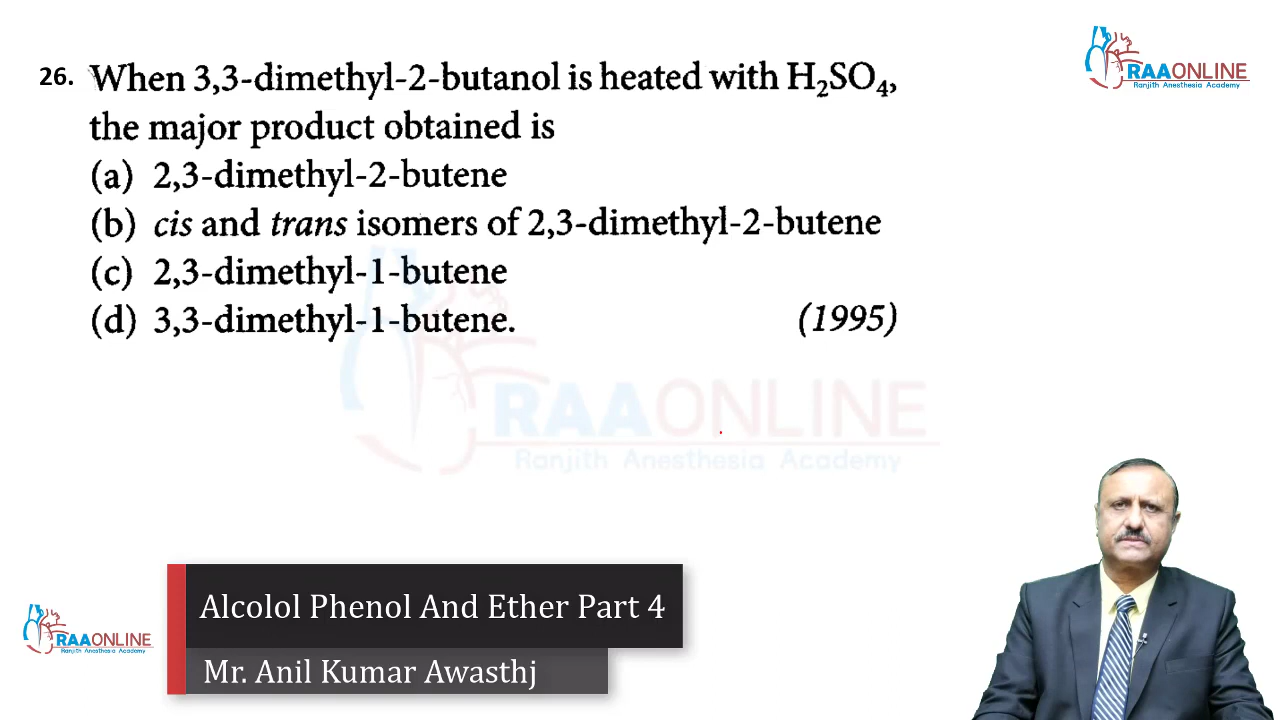 26. When 3,3-dimethyl-2-butanol is heated with H₂SO₄,
the major product obtained is
(a) 2,3-dimethyl-2-butene
(b) cis and trans isomers of 2,3-dimethyl-2-butene
(c) 2,3-dimethyl-1-butene
(d) 3,3-dimethyl-1-butene. (1995)
RAAONLINE
Ranjith Anesthesia Academy
RAAONLINE
Ranjith Anesthesia Academy
Alcolol Phenol And Ether Part 4
Mr. Anil Kumar Awasthj
RAAONLINE
Ranjith Anesthesia Academy